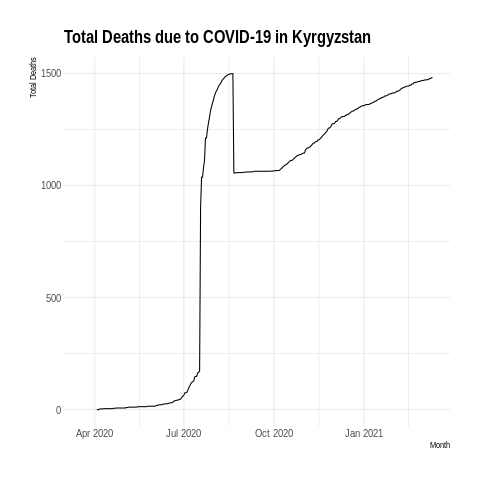 Total Deaths due to COVID-19 in Kyrgyzstan
Total Deaths
1500
1000
500
0
Apr 2020 Jul 2020 Oct 2020 Jan 2021
Month